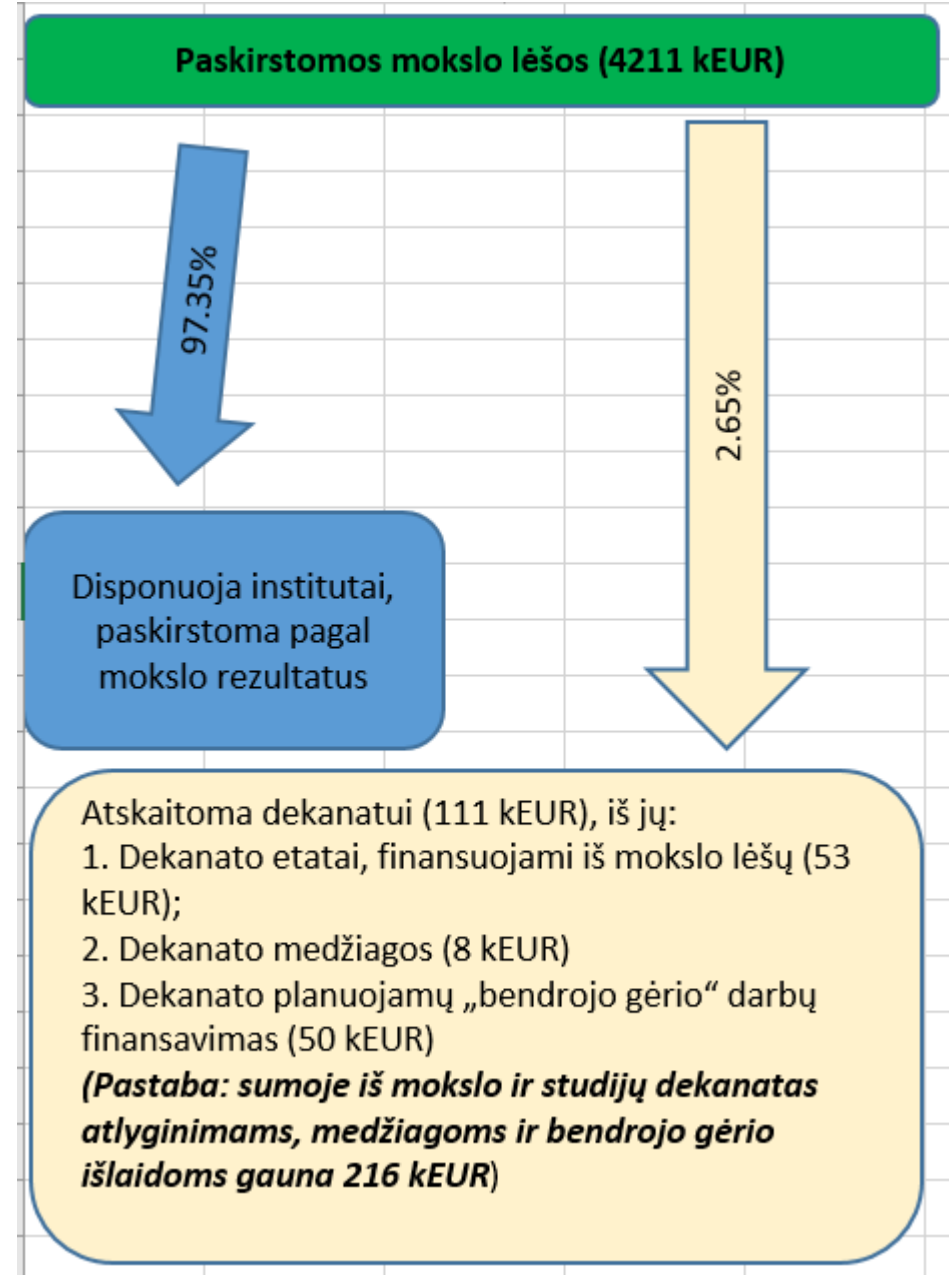 Paskirstomos mokslo lėšos (4211 kEUR)
97.35%
2.65%
Disponuoja institutai,
paskirstoma pagal
mokslo rezultatus
Atskaitoma dekanatui (111 kEUR), iš jų:
1. Dekanato etatai, finansuojami iš mokslo lėšų (53
kEUR);
2. Dekanato medžiagos (8 kEUR)
3. Dekanato planuojamų „bendrojo gėrio“ darbų
finansavimas (50 kEUR)
(Pastaba: sumoje iš mokslo ir studijų dekanatas
atlyginimams, medžiagoms ir bendrojo gėrio
išlaidoms gauna 216 kEUR)